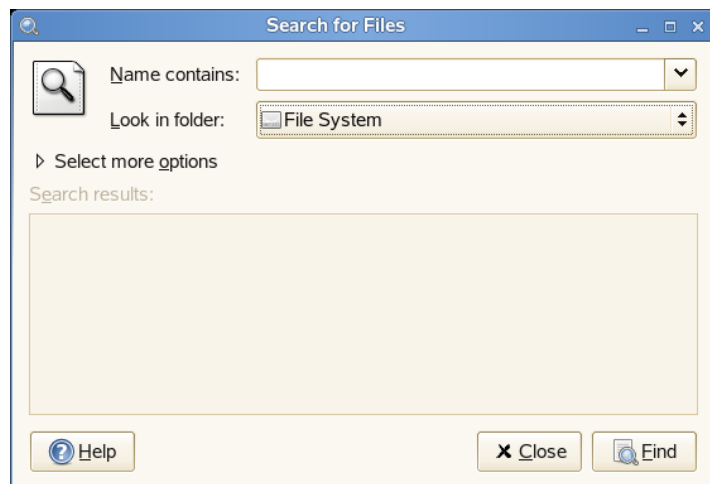 Search for Files
Name contains:
Look in folder: File System
Select more options
Search results:
Help Close Find